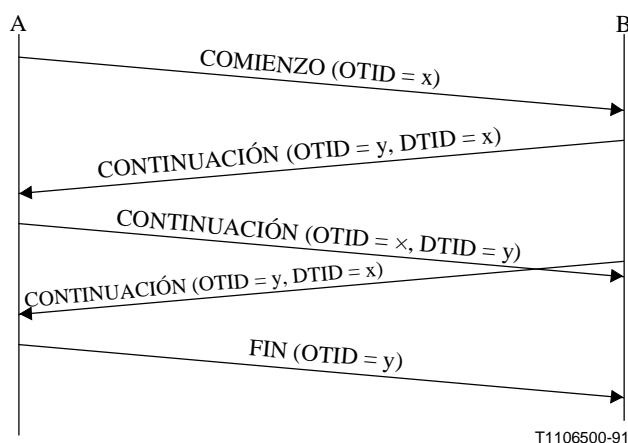 A
B
COMIENZO (OTID = x)
CONTINUACIÓN (OTID = y, DTID = x)
CONTINUACIÓN (OTID = ×, DTID = y)
CONTINUACIÓN (OTID = y, DTID = x)
FIN (OTID = y)
T1106500-91